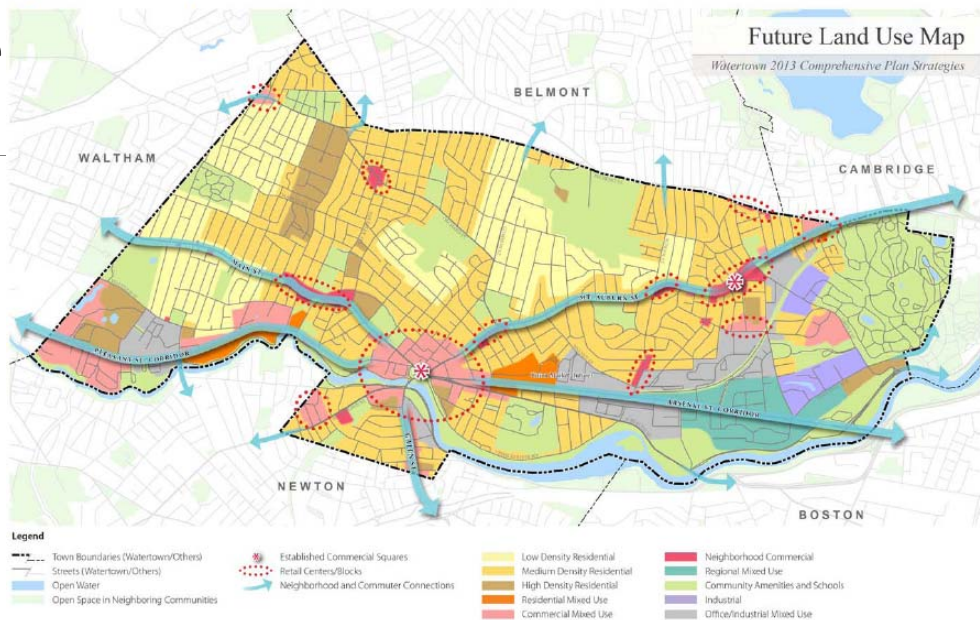 Future Land Use Map
Watertown 2013 Comprehensive Plan Strategies
BELMONT
WALTHAM
CAMBRIDGE
MAIN ST.
MT. AUBURN ST.
PLEASANT ST. CORRIDOR
ARSENAL ST. CORRIDOR
GALEN ST.
NEWTON
BOSTON
Legend
Town Boundaries (Watertown/Others)
Streets (Watertown/Others)
Open Water
Open Space in Neighboring Communities
Established Commercial Squares
Retail Centers/Blocks
Neighborhood and Commuter Connections
Low Density Residential
Medium Density Residential
High Density Residential
Residential Mixed Use
Commercial Mixed Use
Neighborhood Commercial
Regional Mixed Use
Community Amenities and Schools
Industrial
Office/Industrial Mixed Use